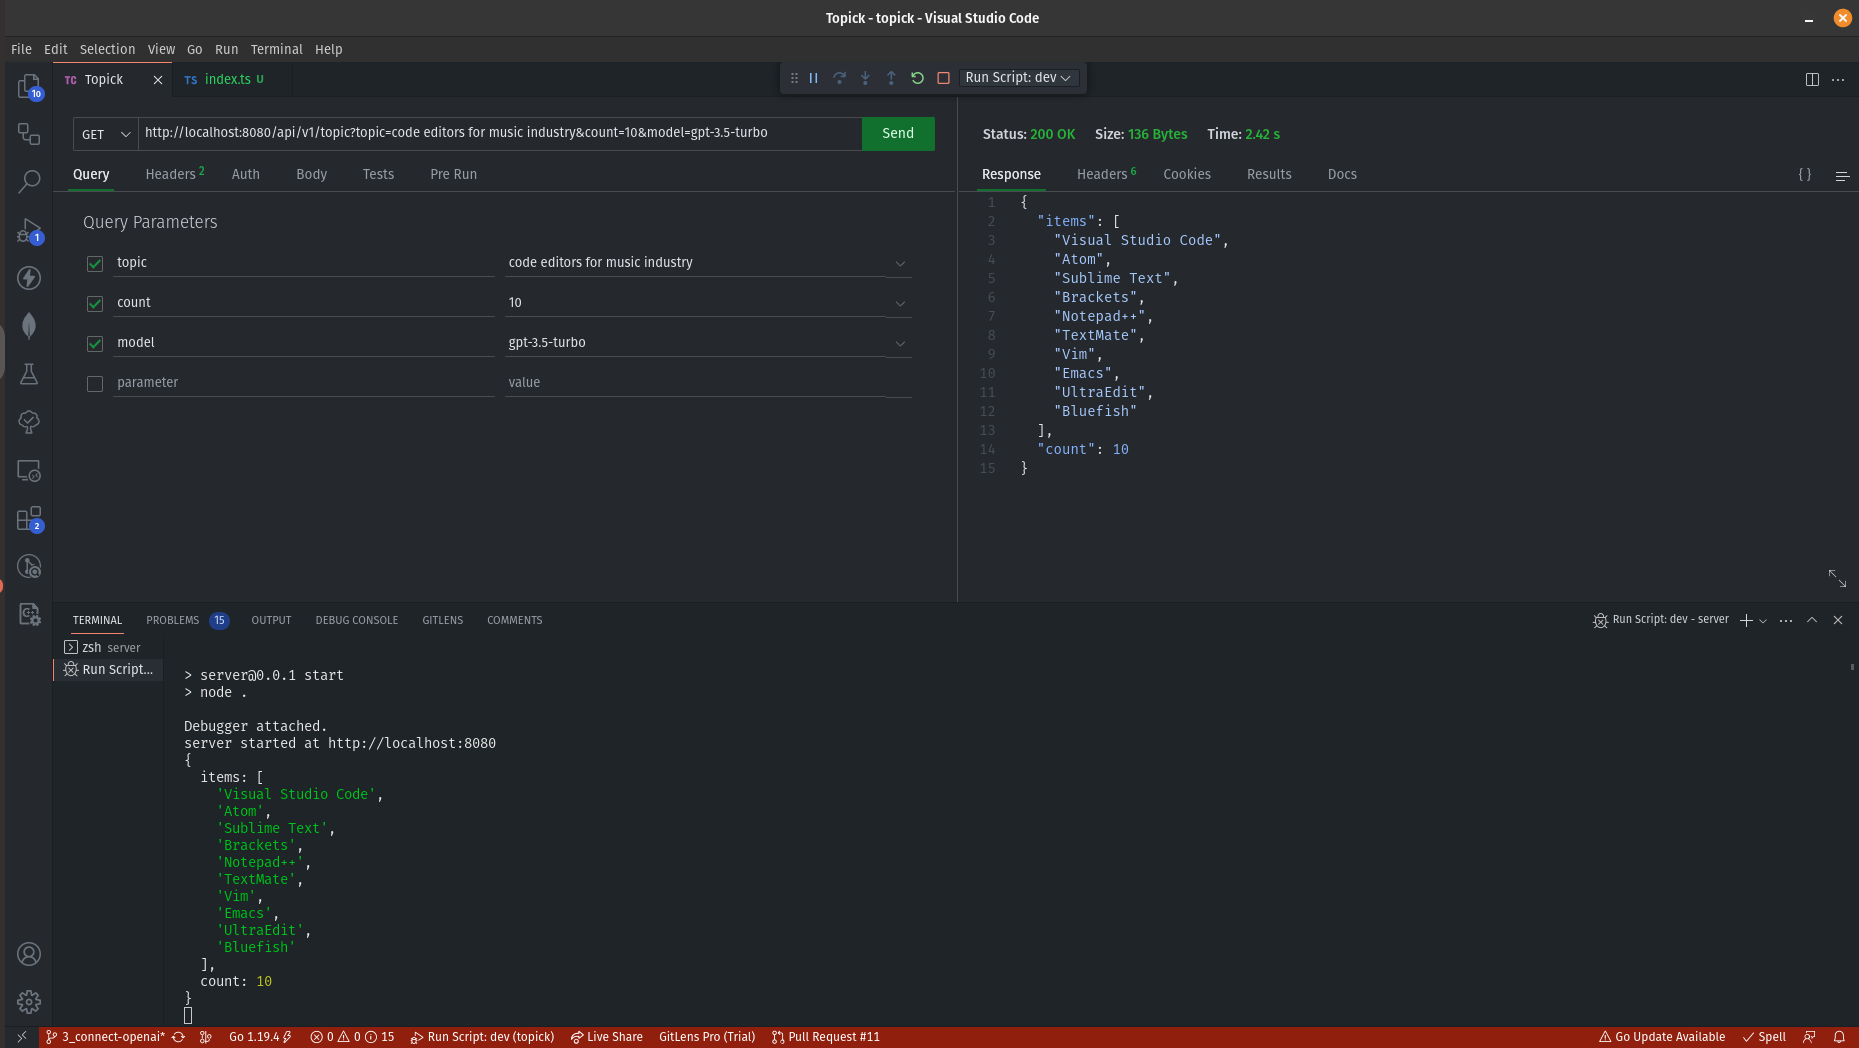 Topick - topick - Visual Studio Code
File Edit Selection View Go Run Terminal Help
TC Topick
TS index.ts U
Run Script: dev
10
1
2
GET http://localhost:8080/api/v1/topic?topic=code editors for music industry&count=10&model=gpt-3.5-turbo Send
Query Headers 2 Auth Body Tests Pre Run
Query Parameters
topic code editors for music industry
count 10
model gpt-3.5-turbo
parameter value
Status: 200 OK Size: 136 Bytes Time: 2.42 s
Response Headers 6 Cookies Results Docs {}
1 {
2 "items": [
3 "Visual Studio Code",
4 "Atom",
5 "Sublime Text",
6 "Brackets",
7 "Notepad++",
8 "TextMate",
9 "Vim",
10 "Emacs",
11 "UltraEdit",
12 "Bluefish"
13 ],
14 "count": 10
15 }
TERMINAL PROBLEMS 15 OUTPUT DEBUG CONSOLE GITLENS COMMENTS
Run Script: dev - server
zsh server
Run Script...
> server@0.0.1 start
> node .
Debugger attached.
server started at http://localhost:8080
{
items: [
'Visual Studio Code',
'Atom',
'Sublime Text',
'Brackets',
'Notepad++',
'TextMate',
'Vim',
'Emacs',
'UltraEdit',
'Bluefish'
],
count: 10
}
3_connect-openai* Go 1.19.4 0 0 15 Run Script: dev (topick) Live Share GitLens Pro (Trial) Pull Request #11 Go Update Available Spell